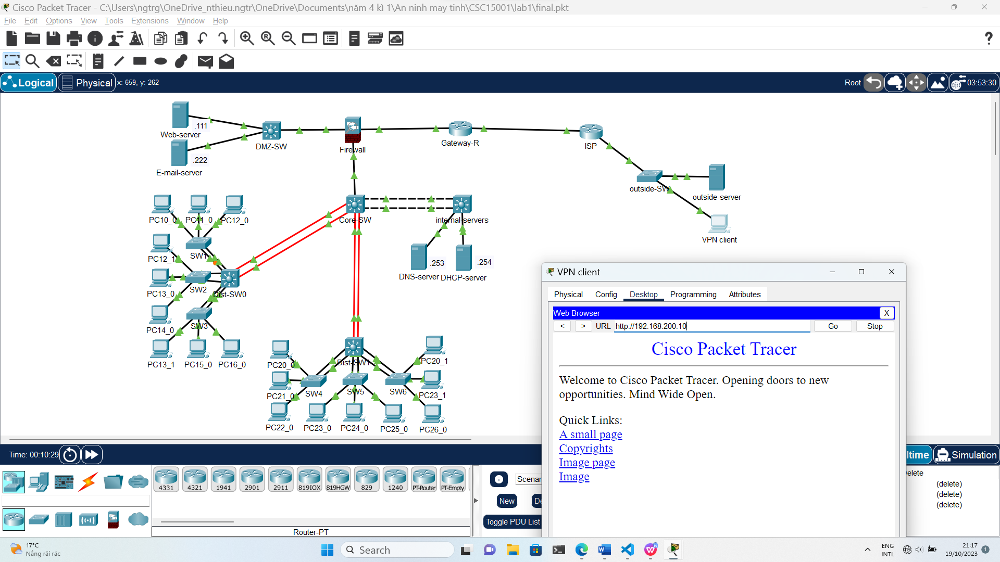 Cisco Packet Tracer - C:\Users\ngtrg\OneDrive_nthieu.ngtr\OneDrive\Documents\năm 4 kì 1\An ninh may tinh\CSC15001\lab1\final.pkt
File Edit Options View Tools Extensions Window Help
Logical Physical x: 659, y: 262
Root 03:53:30
.111
Web-server
DMZ-SW
.222
E-mail-server
Firewall
Gateway-R
ISP
outside-SW
outside-server
VPN client
PC10_0 PC11_0 PC12_0
Core-SW
internal-servers
SW1
PC12_1
.253
.254
DNS-server DHCP-server
SW2
PC13_0
Dist-SW0
PC14_0
SW3
PC13_1 PC15_0 PC16_0
PC20_0
Dist-SW1
PC20_1
PC21_0
SW4 SW5 SW6
PC23_1
PC22_0 PC23_0 PC24_0 PC25_0 PC26_0
VPN client
Physical Config Desktop Programming Attributes
Web Browser X
< > URL http://192.168.200.10 Go Stop
Cisco Packet Tracer
Welcome to Cisco Packet Tracer. Opening doors to new
opportunities. Mind Wide Open.
Quick Links:
A small page
Copyrights
Image page
Image
Time: 00:10:29
ltime Simulation
4331 4321 1941 2901 2911 819IOX 819HGW 829 1240 PT-Router PT-Empty
Router-PT
Scenar
New De
Toggle PDU List
elete
(delete)
(delete)
(delete)
17°C
Nắng rải rác
Search
ENG
INTL
21:17
19/10/2023
1